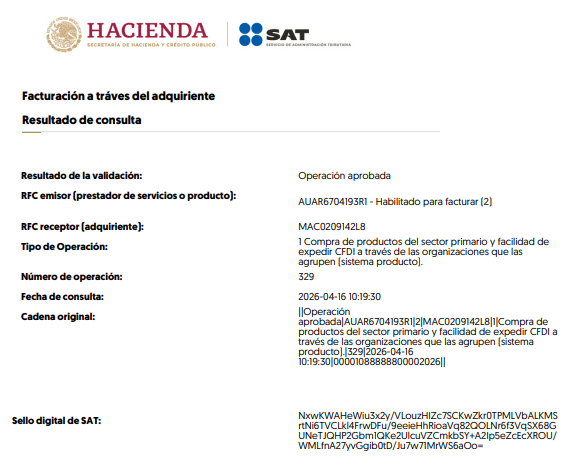 HACIENDA
SECRETARÍA DE HACIENDA Y CRÉDITO PÚBLICO
SAT
SERVICIO DE ADMINISTRACIÓN TRIBUTARIA
Facturación a tráves del adquiriente
Resultado de consulta
Resultado de la validación: Operación aprobada
RFC emisor (prestador de servicios o producto): AUAR6704193R1 - Habilitado para facturar (2)
RFC receptor (adquiriente): MAC0209142L8
Tipo de Operación: 1 Compra de productos del sector primario y facilidad de
expedir CFDI a través de las organizaciones que las
agrupen (sistema producto).
Número de operación: 329
Fecha de consulta: 2026-04-16 10:19:30
Cadena original: ||Operación
aprobada|AUAR6704193R1|2|MAC0209142L8|1|Compra de
productos del sector primario y facilidad de expedir CFDI a
través de las organizaciones que las agrupen (sistema
producto).|329|2026-04-16
10:19:30|00001088888800002026||
Sello digital de SAT: NxwKWAHeWiu3x2y/VLouzHIZc7SCKwZkr0TPMLVbALKMS
rtNi6TVCLkl4FrwDFu/9eeieHhRioaVq82QOLNr6f3VqSX68G
UNeTJQHP2Gbm1QKe2UlcuVZCmkbSY+A2Ip5eZcEcXROU/
WMLfnA27yvGgib0tD/Ju7w71MrWS6aOo=